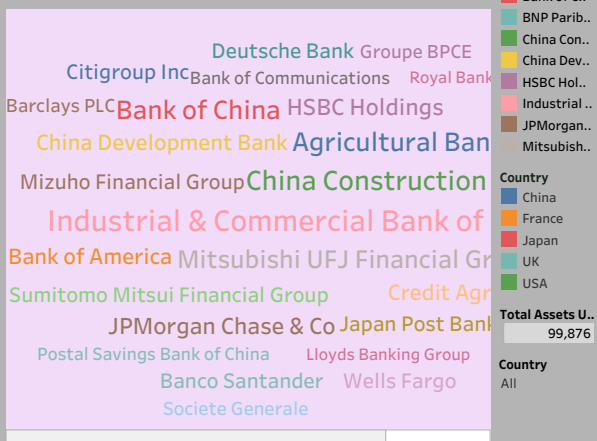 Deutsche Bank Groupe BPCE
Citigroup Inc Bank of Communications Royal Bank
Barclays PLC Bank of China HSBC Holdings
China Development Bank Agricultural Ban
Mizuho Financial Group China Construction
Industrial & Commercial Bank of
Bank of America Mitsubishi UFJ Financial Gr
Sumitomo Mitsui Financial Group Credit Agr
JPMorgan Chase & Co Japan Post Bank
Postal Savings Bank of China Lloyds Banking Group
Banco Santander Wells Fargo
Societe Generale
BNP Parib..
China Con..
China Dev..
HSBC Hol..
Industrial ..
JPMorgan..
Mitsubish..
Country
China
France
Japan
UK
USA
Total Assets U..
99,876
Country
All